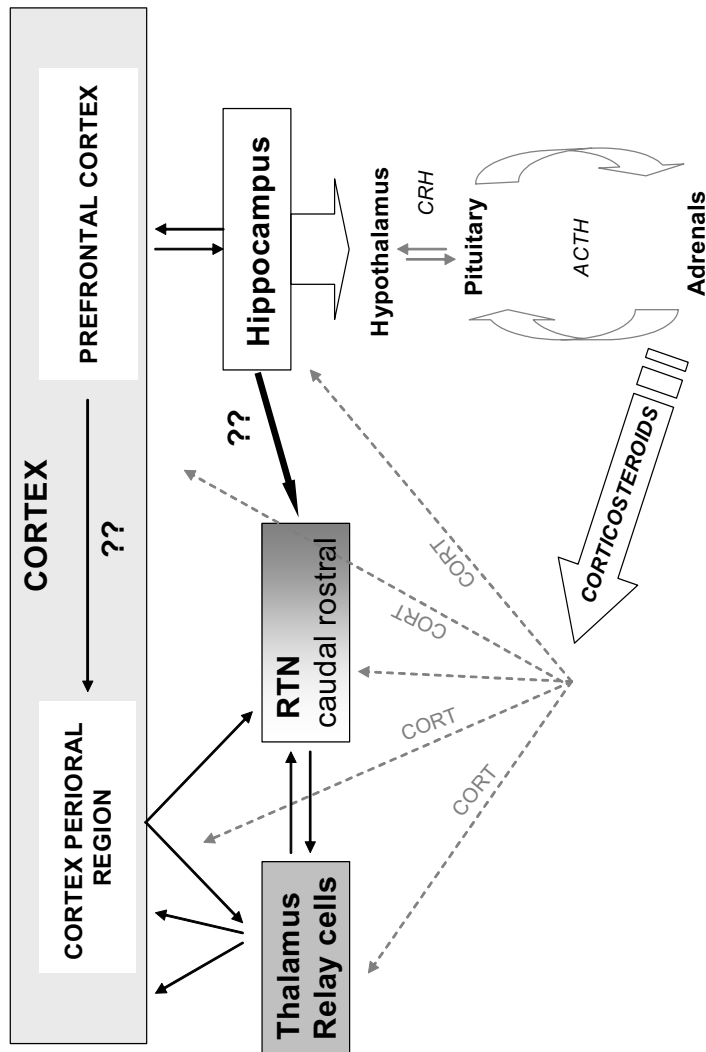 CORTEX
CORTEX PERIORAL
REGION
??
PREFRONTAL CORTEX
Thalamus
Relay cells
RTN
caudal rostral
??
Hippocampus
Hypothalamus
CRH
Pituitary
ACTH
Adrenals
CORT
CORT
CORT
CORT
CORTICOSTEROIDS